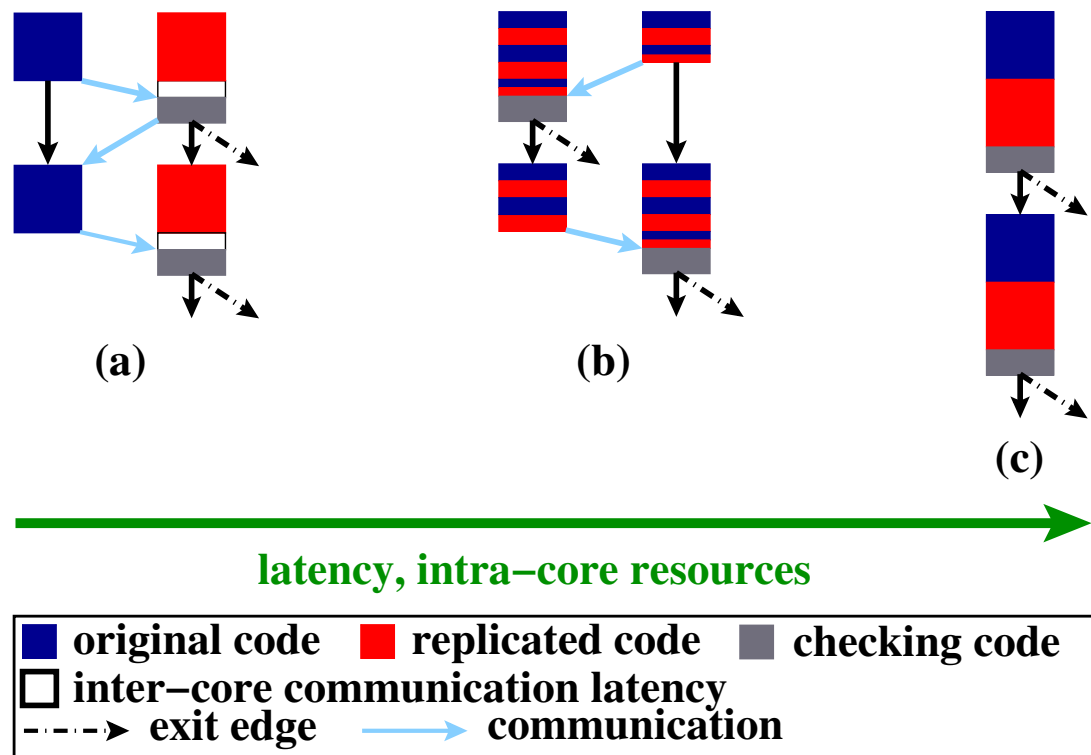 (a)
(b)
(c)
latency, intra-core resources
original code replicated code checking code
inter-core communication latency
exit edge communication